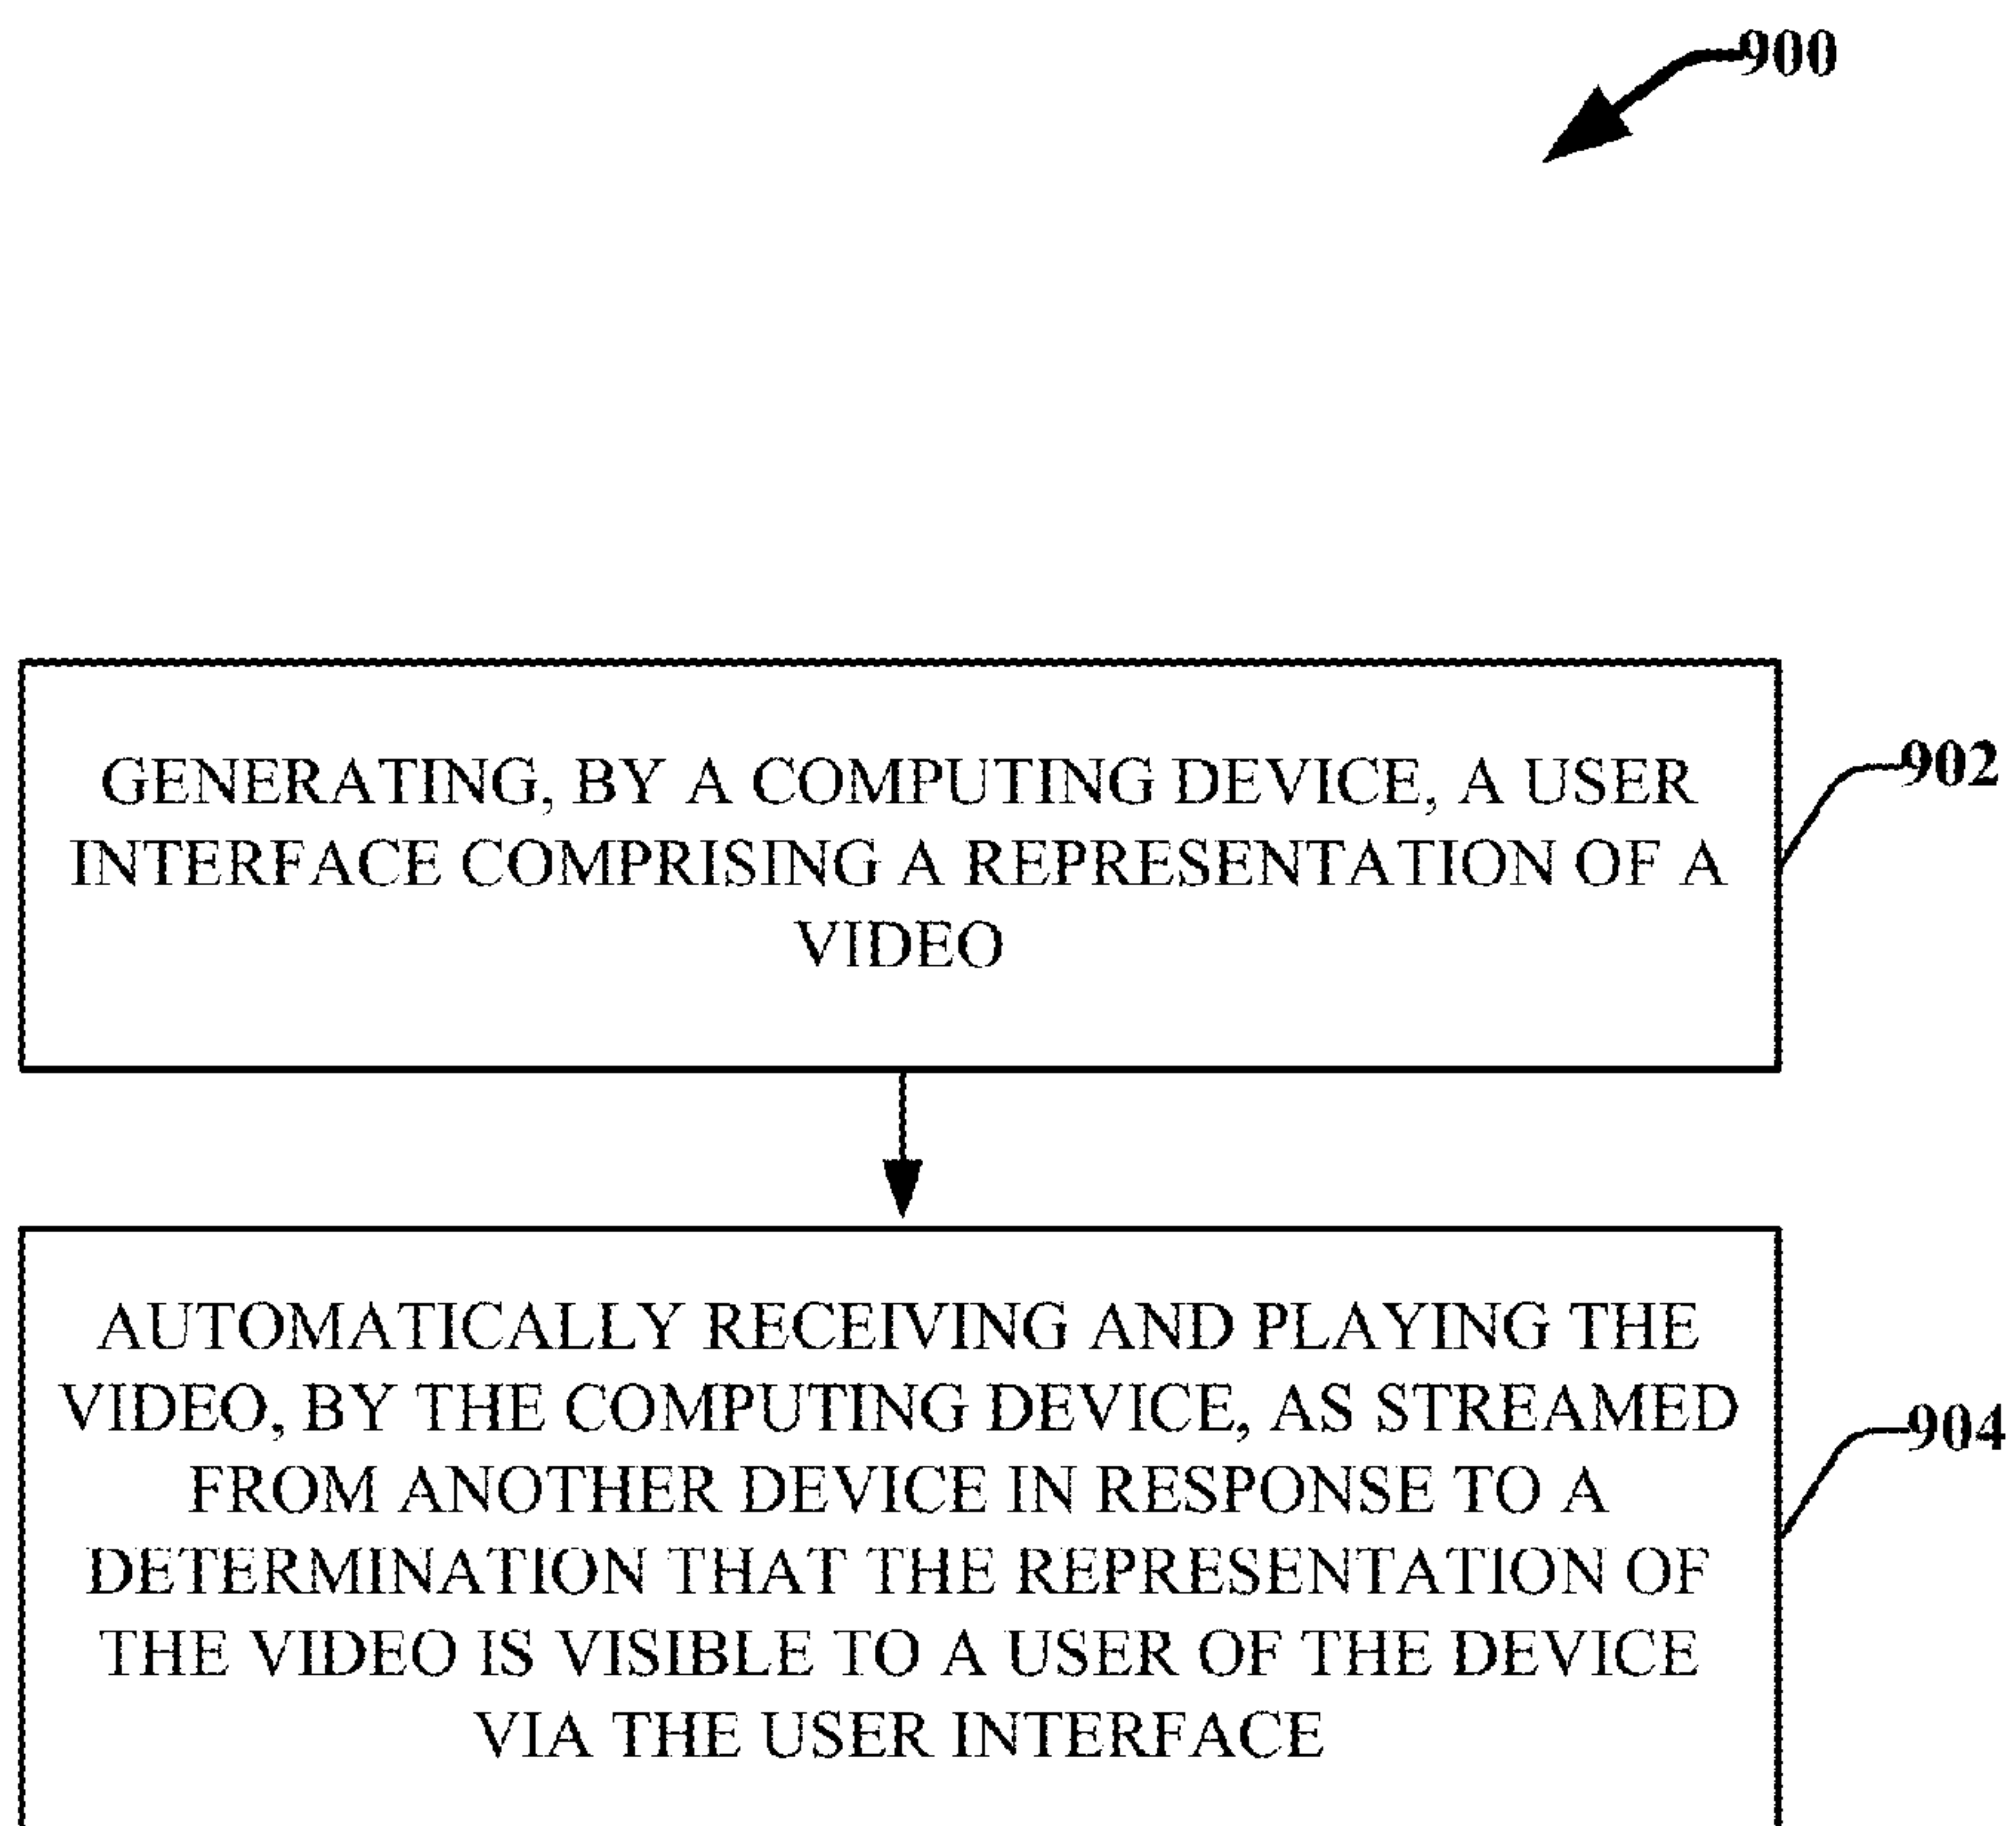 900
GENERATING, BY A COMPUTING DEVICE, A USER
INTERFACE COMPRISING A REPRESENTATION OF A
VIDEO
902
AUTOMATICALLY RECEIVING AND PLAYING THE
VIDEO, BY THE COMPUTING DEVICE, AS STREAMED
FROM ANOTHER DEVICE IN RESPONSE TO A
DETERMINATION THAT THE REPRESENTATION OF
THE VIDEO IS VISIBLE TO A USER OF THE DEVICE
VIA THE USER INTERFACE
904